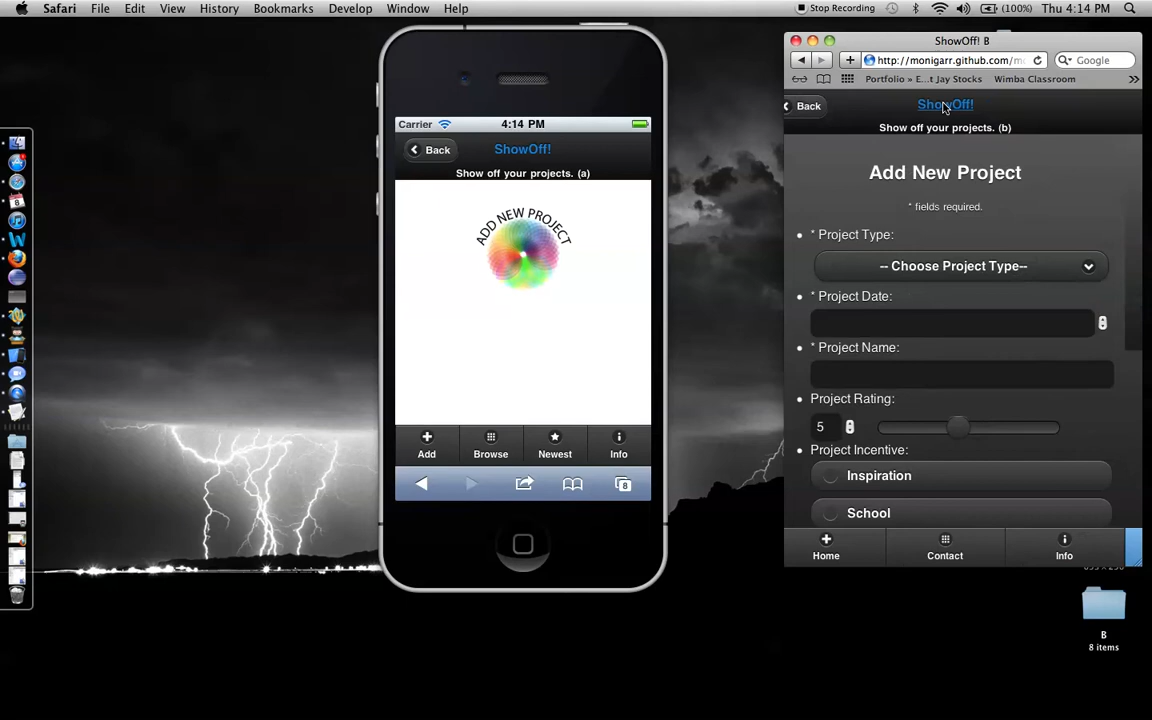 Safari File Edit View History Bookmarks Develop Window Help
Stop Recording (100%) Thu 4:14 PM
Carrier 4:14 PM
Back ShowOff!
Show off your projects. (a)
ADD NEW PROJECT
Add Browse Newest Info
8
ShowOff! B
http://monigarr.github.com/m Google
Portfolio » E...t Jay Stocks Wimba Classroom »
Back ShowOff!
Show off your projects. (b)
Add New Project
* fields required.
* Project Type:
-- Choose Project Type--
* Project Date:
* Project Name:
Project Rating:
5
Project Incentive:
Inspiration
School
Home Contact Info
B
8 items